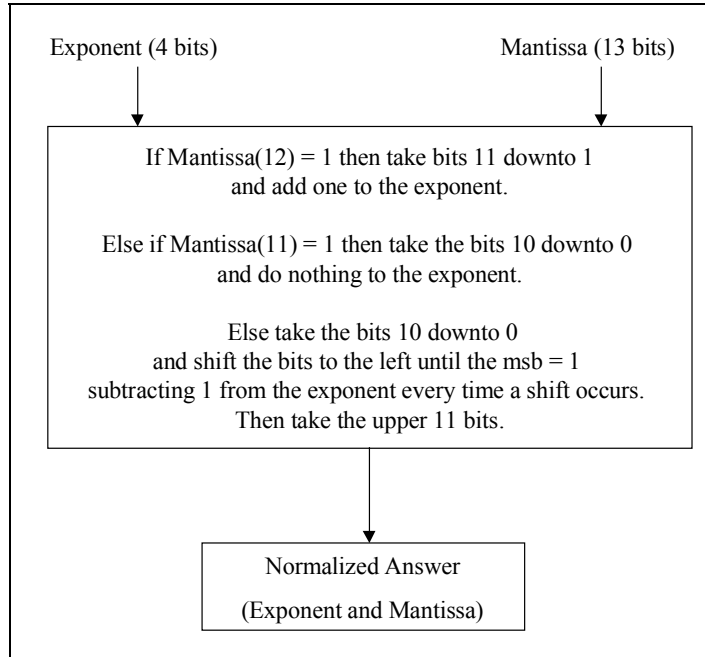 Exponent (4 bits)
Mantissa (13 bits)
If Mantissa(12) = 1 then take bits 11 downto 1
and add one to the exponent.
Else if Mantissa(11) = 1 then take the bits 10 downto 0
and do nothing to the exponent.
Else take the bits 10 downto 0
and shift the bits to the left until the msb = 1
subtracting 1 from the exponent every time a shift occurs.
Then take the upper 11 bits.
Normalized Answer
(Exponent and Mantissa)